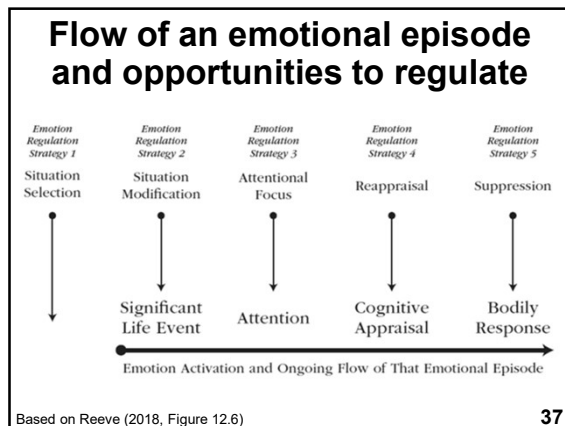 Flow of an emotional episode
and opportunities to regulate
Emotion
Regulation
Strategy 1
Situation
Selection
Emotion
Regulation
Strategy 2
Situation
Modification
Emotion
Regulation
Strategy 3
Attentional
Focus
Emotion
Regulation
Strategy 4
Reappraisal
Emotion
Regulation
Strategy 5
Suppression
Significant
Life Event
Attention
Cognitive
Appraisal
Bodily
Response
Emotion Activation and Ongoing Flow of That Emotional Episode
Based on Reeve (2018, Figure 12.6)
37